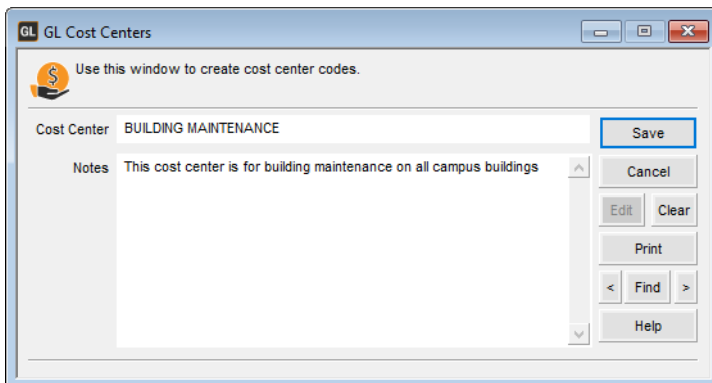 GL GL Cost Centers
$
Use this window to create cost center codes.
Cost Center BUILDING MAINTENANCE
Save
Notes This cost center is for building maintenance on all campus buildings
Cancel
Edit Clear
Print
< Find >
Help